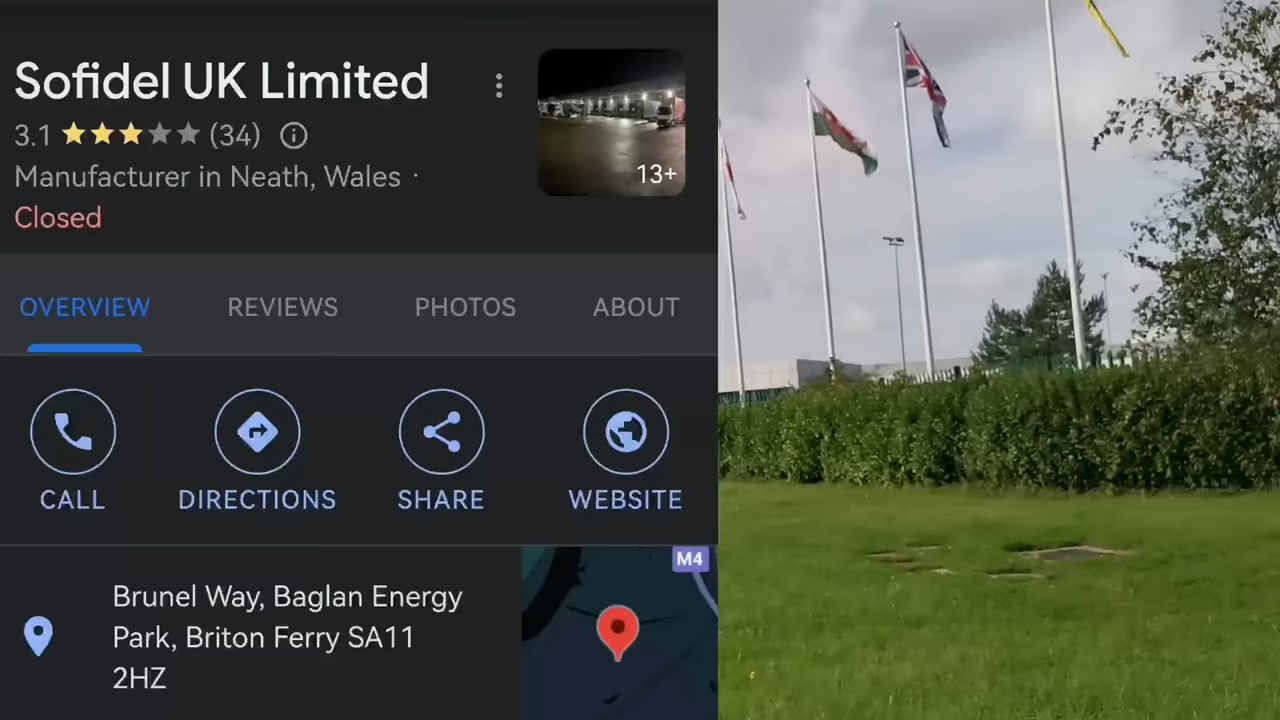 Sofidel UK Limited
3.1 (34)
Manufacturer in Neath, Wales ·
Closed
13+
OVERVIEW REVIEWS PHOTOS ABOUT
CALL DIRECTIONS SHARE WEBSITE
M4
Brunel Way, Baglan Energy
Park, Briton Ferry SA11
2HZ